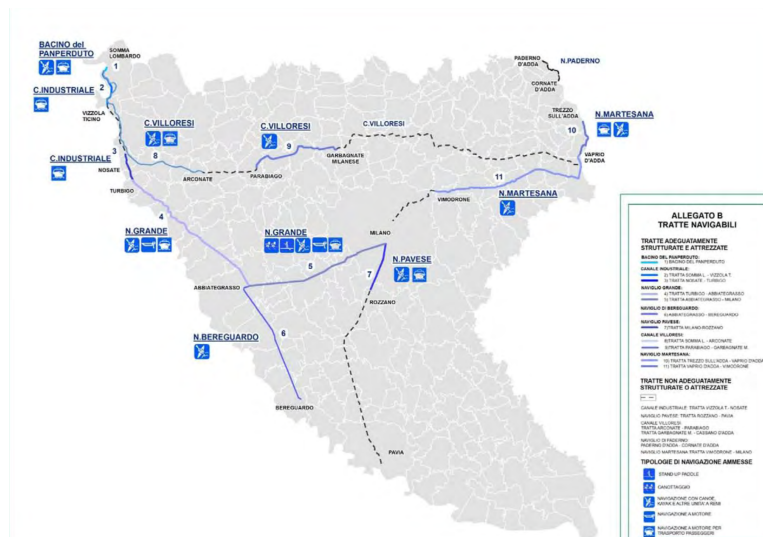 BACINO del
PANPERDUTO
SOMMA
LOMBARDO
1
2
C.INDUSTRIALE
VIZZOLA
TICINO
C.VILLORESI
3
8
C.INDUSTRIALE
NOSATE
TURBIGO
ARCONATE
C.VILLORESI
9
PARABIAGO
GARBAGNATE
MILANESE
C.VILLORESI
PADERNO
D'ADDA
N.PADERNO
CORNATE
D'ADDA
TREZZO
SULL'ADDA
N.MARTESANA
10
VAPRIO
D'ADDA
11
N.MARTESANA
VIMODRONE
4
N.GRANDE
N.GRANDE
MILANO
5
7
N.PAVESE
ABBIATEGRASSO
ROZZANO
6
N.BEREGUARDO
BEREGUARDO
PAVIA
ALLEGATO B
TRATTE NAVIGABILI
TRATTE ADEGUATAMENTE
STRUTTURATE E ATTREZZATE
BACINO DEL PANPERDUTO:
1) BACINO DEL PANPERDUTO
CANALE INDUSTRIALE:
2) TRATTA SOMMA L. - VIZZOLA T.
3) TRATTA NOSATE - TURBIGO
NAVIGLIO GRANDE:
4) TRATTA TURBIGO - ABBIATEGRASSO
5) TRATTA ABBIATEGRASSO - MILANO
NAVIGLIO DI BEREGUARDO:
6) ABBIATEGRASSO - BEREGUARDO
NAVIGLIO PAVESE:
7) TRATTA MILANO-ROZZANO
CANALE VILLORESI:
8) TRATTA SOMMA L. - ARCONATE
9) TRATTA PARABIAGO - GARBAGNATE M.
NAVIGLIO MARTESANA:
10) TRATTA TREZZO SULL'ADDA - VAPRIO D'ADDA
11) TRATTA VAPRIO D'ADDA - VIMODRONE
TRATTE NON ADEGUATAMENTE
STRUTTURATE O ATTREZZATE
CANALE INDUSTRIALE: TRATTA VIZZOLA T. - NOSATE
NAVIGLIO PAVESE: TRATTA ROZZANO - PAVIA
CANALE VILLORESI
TRATTA ARCONATE - PARABIAGO
TRATTA GARBAGNATE M. - CASSANO D'ADDA
NAVIGLIO DI PADERNO:
PADERNO D'ADDA - CORNATE D'ADDA
NAVIGLIO MARTESANA: TRATTA VIMODRONE - MILANO
TIPOLOGIE DI NAVIGAZIONE AMMESSE
STAND UP PADDLE
CANOTTAGGIO
NAVIGAZIONE CON CANOE,
KAYAK E ALTRE UNITA' A REMI
NAVIGAZIONE A MOTORE
NAVIGAZIONE A MOTORE PER
TRASPORTO PASSEGGERI